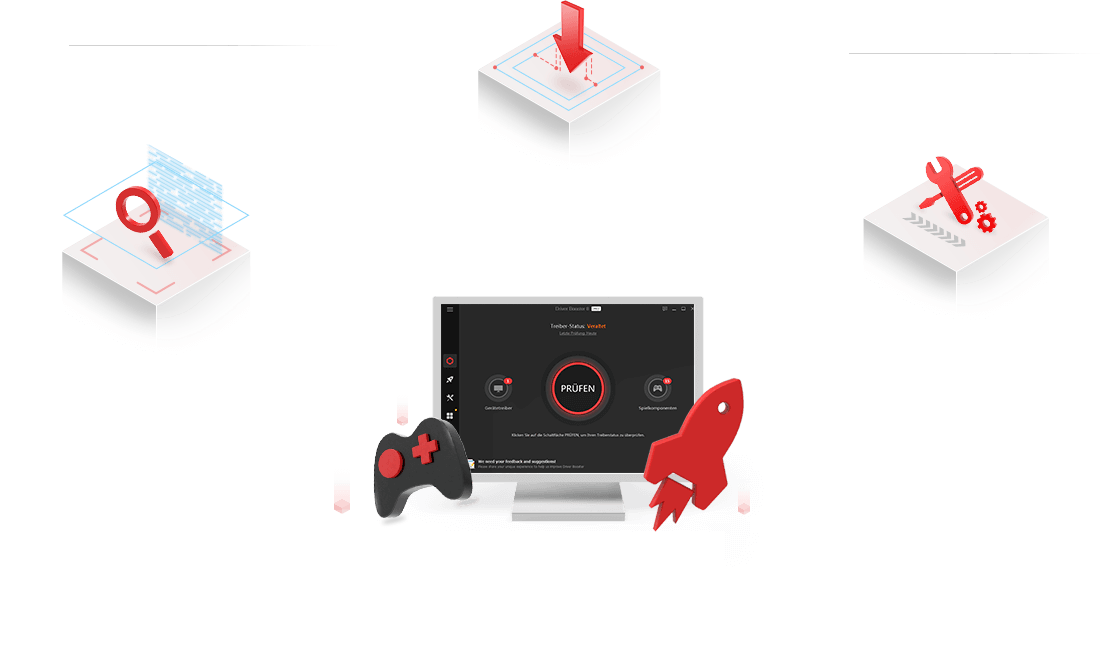 Driver Booster 8 PRO
Treiber-Status: Veraltet
Letzte Prüfung: Heute
1
11
PRÜFEN
Gerätetreiber
Spielkomponenten
Klicken Sie auf die Schaltfläche PRÜFEN, um Ihren Treiberstatus zu überprüfen.
We need your feedback and suggestions!
Please share your unique experience to help us improve Driver Booster